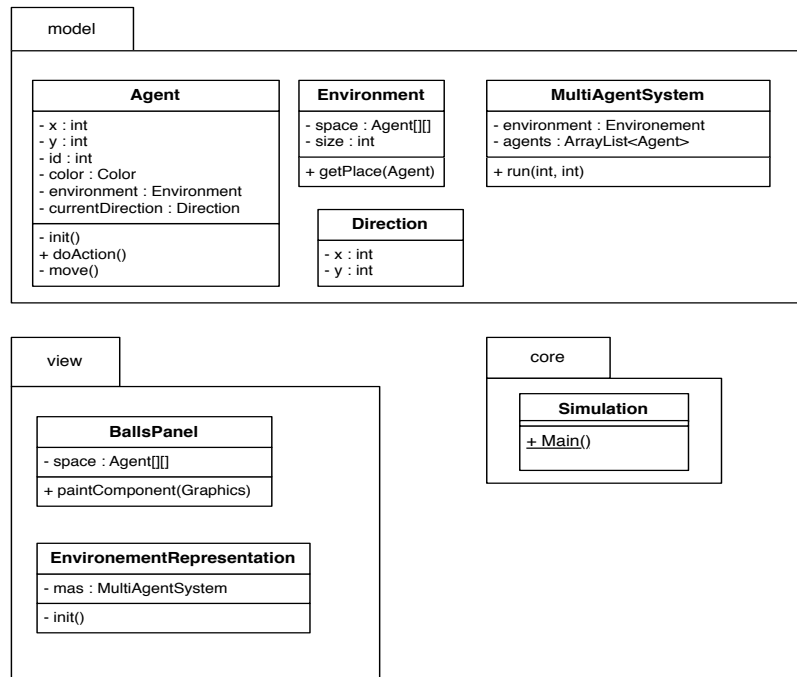 model
Agent
- x : int
- y : int
- id : int
- color : Color
- environment : Environment
- currentDirection : Direction
- init()
+ doAction()
- move()
Environment
- space : Agent[][]
- size : int
+ getPlace(Agent)
MultiAgentSystem
- environment : Environement
- agents : ArrayList<Agent>
+ run(int, int)
Direction
- x : int
- y : int
view
BallsPanel
- space : Agent[][]
+ paintComponent(Graphics)
EnvironementRepresentation
- mas : MultiAgentSystem
- init()
core
Simulation
+ Main()